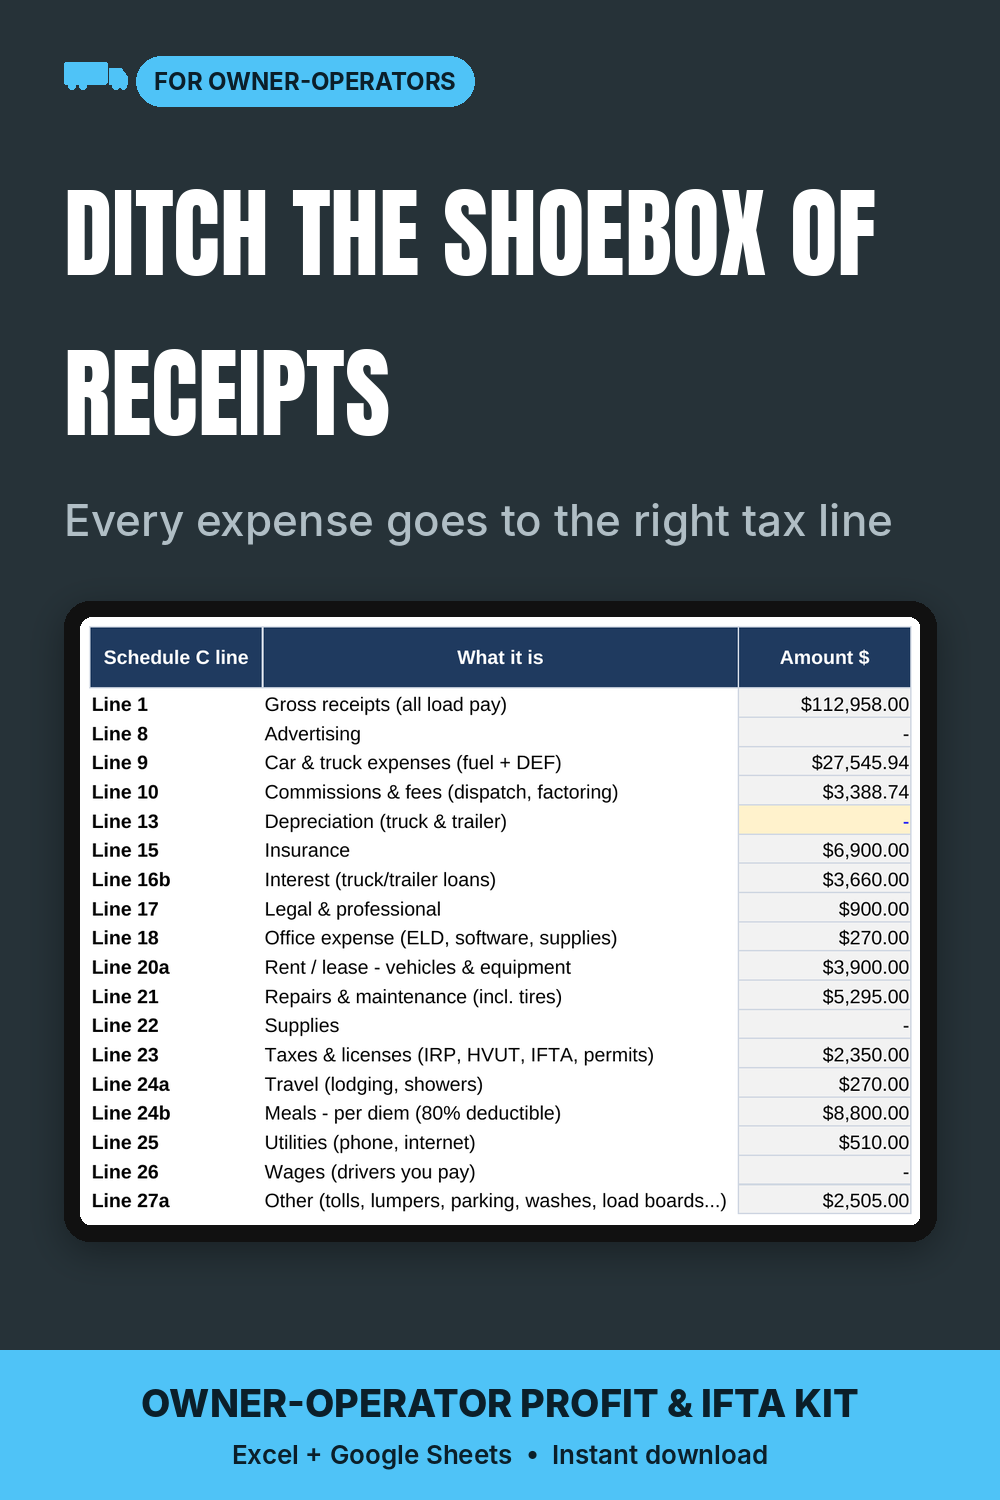 FOR OWNER-OPERATORS
DITCH THE SHOEBOX OF
RECEIPTS
Every expense goes to the right tax line
Schedule C line What it is Amount $
Line 1 Gross receipts (all load pay) $112,958.00
Line 8 Advertising -
Line 9 Car & truck expenses (fuel + DEF) $27,545.94
Line 10 Commissions & fees (dispatch, factoring) $3,388.74
Line 13 Depreciation (truck & trailer) -
Line 15 Insurance $6,900.00
Line 16b Interest (truck/trailer loans) $3,660.00
Line 17 Legal & professional $900.00
Line 18 Office expense (ELD, software, supplies) $270.00
Line 20a Rent / lease - vehicles & equipment $3,900.00
Line 21 Repairs & maintenance (incl. tires) $5,295.00
Line 22 Supplies -
Line 23 Taxes & licenses (IRP, HVUT, IFTA, permits) $2,350.00
Line 24a Travel (lodging, showers) $270.00
Line 24b Meals - per diem (80% deductible) $8,800.00
Line 25 Utilities (phone, internet) $510.00
Line 26 Wages (drivers you pay) -
Line 27a Other (tolls, lumpers, parking, washes, load boards...) $2,505.00
OWNER-OPERATOR PROFIT & IFTA KIT
Excel + Google Sheets • Instant download